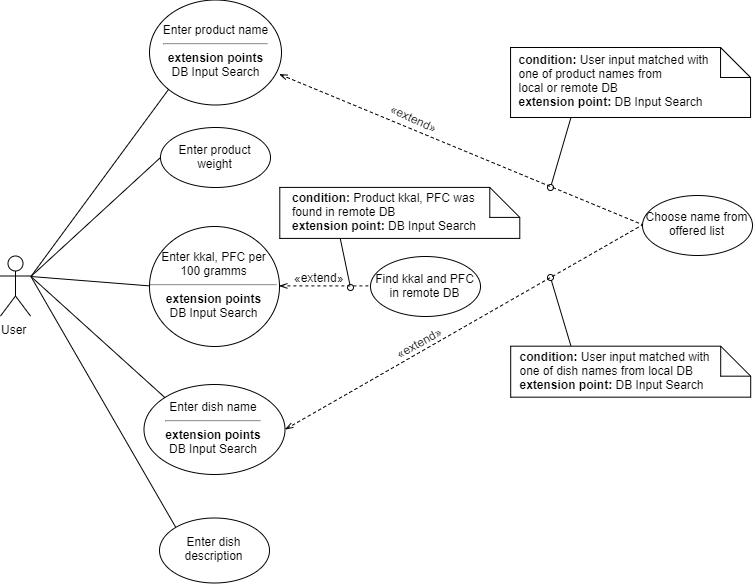 Enter product name
extension points
DB Input Search
condition: User input matched with
one of product names from
local or remote DB
extension point: DB Input Search
«extend»
Enter product
weight
condition: Product kkal, PFC was
found in remote DB
extension point: DB Input Search
Choose name from
offered list
Enter kkal, PFC per
100 gramms
extension points
DB Input Search
«extend»
Find kkal and PFC
in remote DB
User
«extend»
condition: User input matched with
one of dish names from local DB
extension point: DB Input Search
Enter dish name
extension points
DB Input Search
Enter dish
description